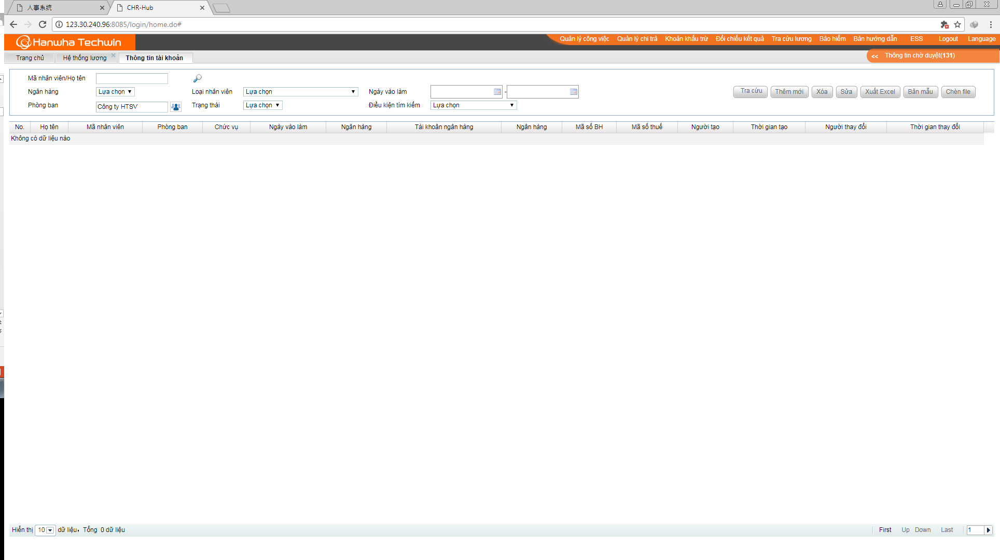 人事系统
CHR-Hub
123.30.240.96:8085/login/home.do#
Hanwha Techwin
Quản lý công việc Quản lý chi trả Khoản khấu trừ Đối chiếu kết quả Tra cứu lương Bảo hiểm Bản hướng dẫn ESS Logout Language
Trang chủ Hệ thống lương Thông tin tài khoản
<< Thông tin chờ duyệt(131)
Mã nhân viên/Họ tên
Ngân hàng Lựa chọn Loại nhân viên Lựa chọn Ngày vào làm - Tra cứu Thêm mới Xóa Sửa Xuất Excel Bản mẫu Chèn file
Phòng ban Công ty HTSV Trạng thái Lựa chọn Điều kiện tìm kiếm Lựa chọn
No. Họ tên Mã nhân viên Phòng ban Chức vụ Ngày vào làm Ngân hàng Tài khoản ngân hàng Ngân hàng Mã số BH Mã số thuế Người tạo Thời gian tạo Người thay đổi Thời gian thay đổi
Không có dữ liệu nào
Hiển thị 10 dữ liệu，Tổng 0 dữ liệu First Up Down Last 1